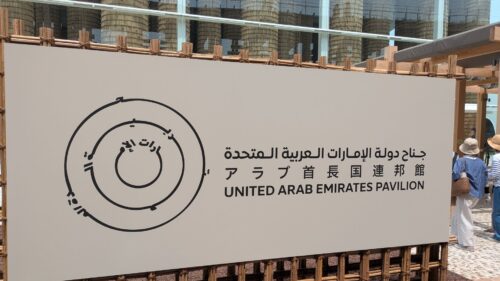 جناح دولة الإمارات العربية المتحدة
アラブ首長国連邦館
UNITED ARAB EMIRATES PAVILION